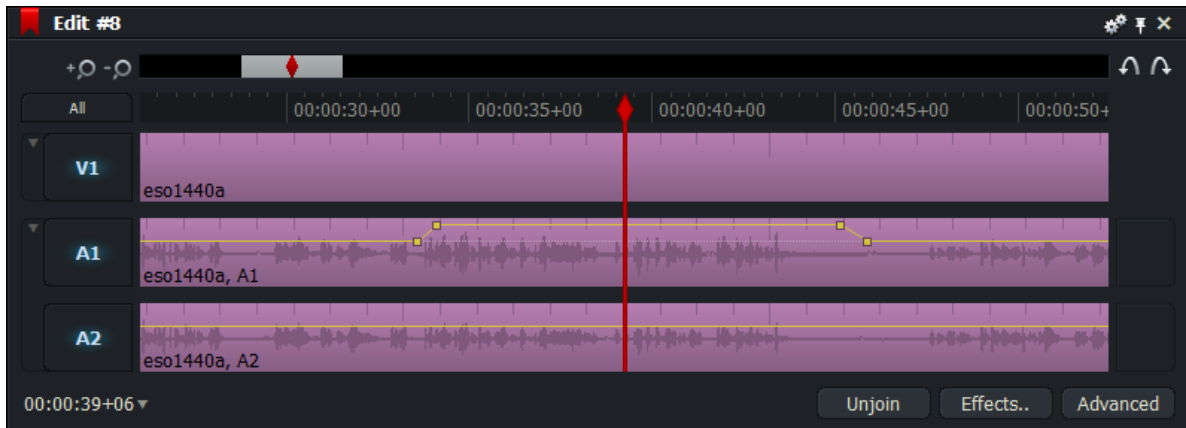 Edit #8
+ -
All 00:00:30+00 00:00:35+00 00:00:40+00 00:00:45+00 00:00:50+
V1
eso1440a
A1
eso1440a, A1
A2
eso1440a, A2
00:00:39+06 Unjoin Effects.. Advanced